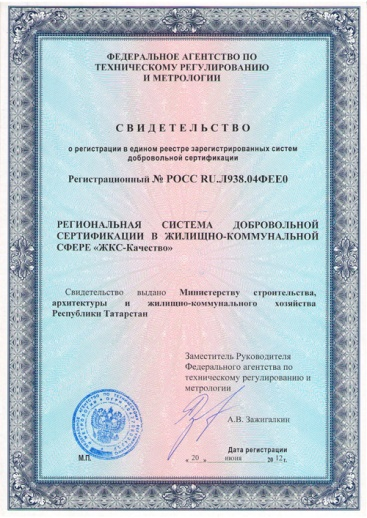 ФЕДЕРАЛЬНОЕ АГЕНТСТВО ПО
ТЕХНИЧЕСКОМУ РЕГУЛИРОВАНИЮ
И МЕТРОЛОГИИ
СВИДЕТЕЛЬСТВО
о регистрации в едином реестре зарегистрированных систем
добровольной сертификации
Регистрационный № РОСС RU.Л938.04ФЕЕ0
РЕГИОНАЛЬНАЯ СИСТЕМА ДОБРОВОЛЬНОЙ
СЕРТИФИКАЦИИ В ЖИЛИЩНО-КОММУНАЛЬНОЙ
СФЕРЕ «ЖКС-Качество»
Свидетельство выдано Министерству строительства,
архитектуры и жилищно-коммунального хозяйства
Республики Татарстан
Заместитель Руководителя
Федерального агентства по
техническому регулированию и
метрологии
А.В. Зажигалкин
Дата регистрации
М.П.
« 20 » июня 2012 г.